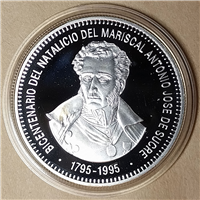 BICENTENARIO DEL NATALICIO DEL MARISCAL ANTONIO JOSE DE SUCRE
· 1795-1995 ·